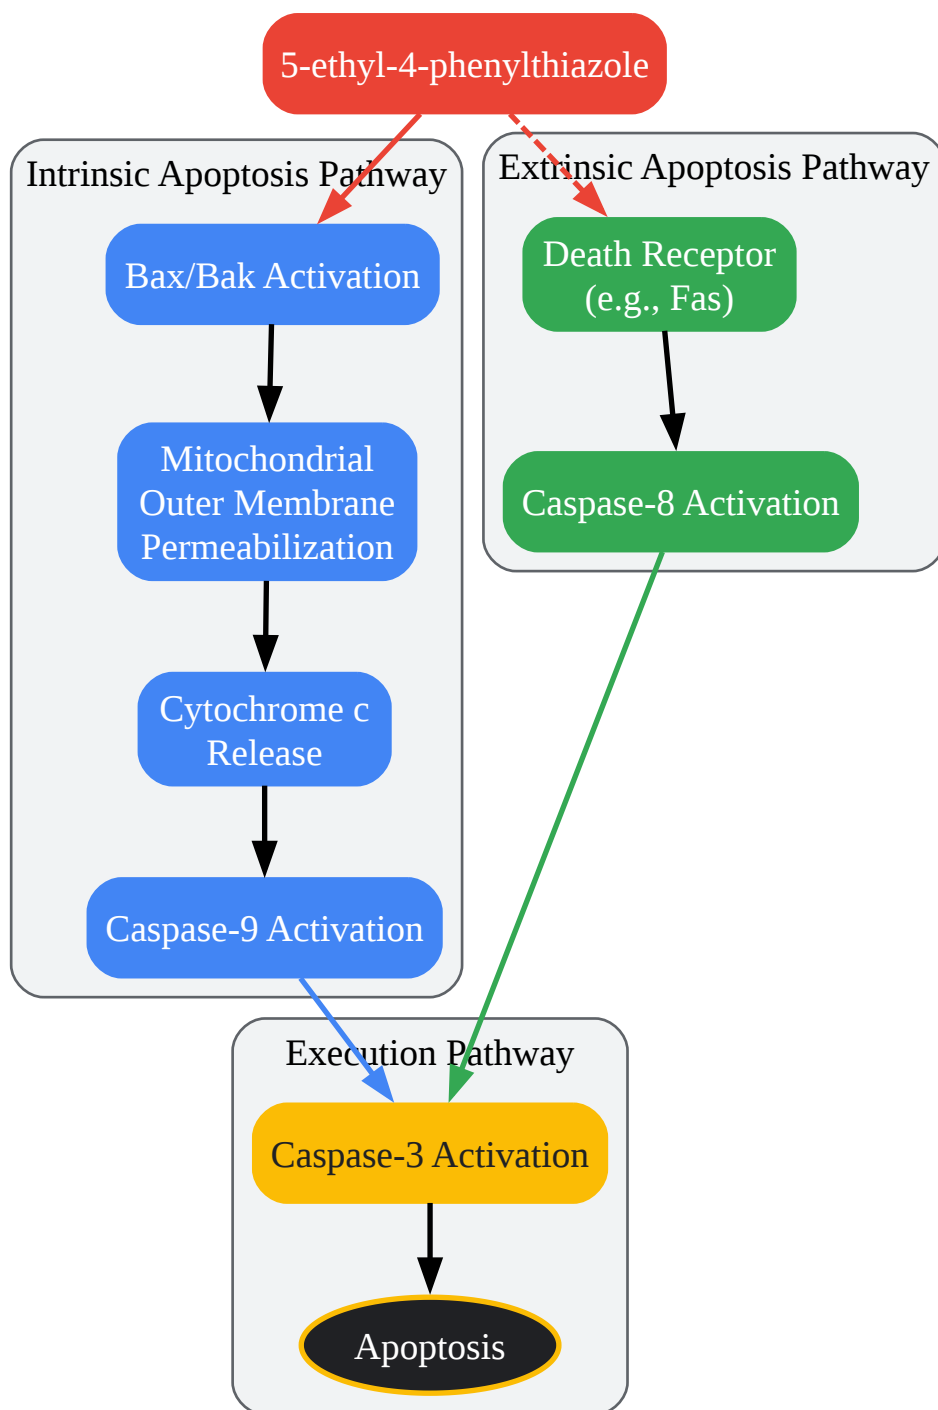 5-ethyl-4-phenylthiazole
Intrinsic Apoptosis Pathway
Bax/Bak Activation
Mitochondrial
Outer Membrane
Permeabilization
Cytochrome c
Release
Caspase-9 Activation
Extrinsic Apoptosis Pathway
Death Receptor
(e.g., Fas)
Caspase-8 Activation
Execution Pathway
Caspase-3 Activation
Apoptosis